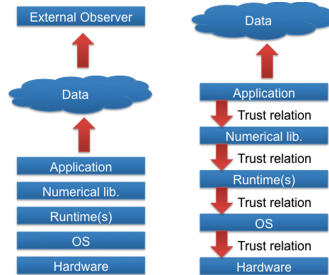 External Observer
Data
Application
Numerical lib.
Runtime(s)
OS
Hardware
Data
Application
Trust relation
Numerical lib.
Trust relation
Runtime(s)
Trust relation
OS
Trust relation
Hardware